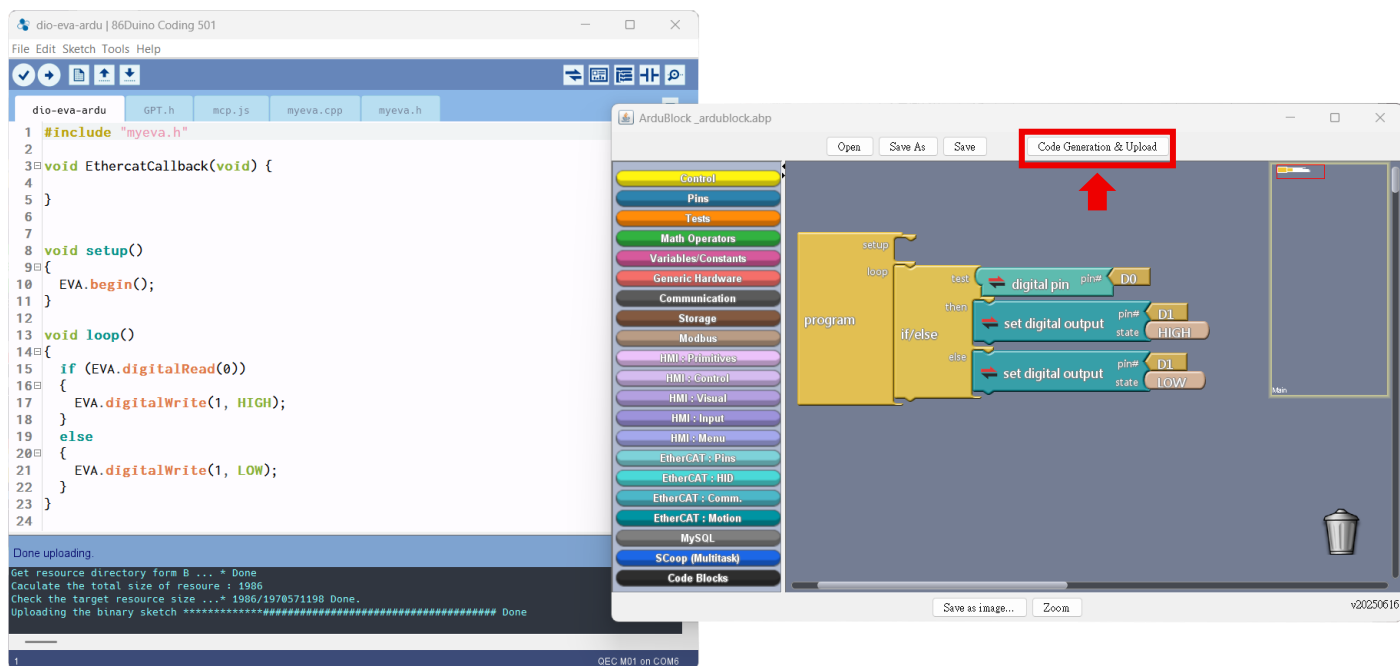 dio-eva-ardu | 86Duino Coding 501
File Edit Sketch Tools Help
dio-eva-ardu GPT.h mcp.js myeva.cpp myeva.h
1 #include "myeva.h"
2
3 void EthercatCallback(void) {
4
5 }
6
7
8 void setup()
9 {
10 EVA.begin();
11 }
12
13 void loop()
14 {
15 if (EVA.digitalRead(0))
16 {
17 EVA.digitalWrite(1, HIGH);
18 }
19 else
20 {
21 EVA.digitalWrite(1, LOW);
22 }
23 }
24
Done uploading.
Get resource directory form B ... * Done
Caculate the total size of resoure : 1986
Check the target resource size ...* 1986/1970571198 Done.
Uploading the binary sketch *************###################################### Done
1 QEC M01 on COM6
ArduBlock _ardublock.abp
Open Save As Save Code Generation & Upload
Control
Pins
Tests
Math Operators
Variables/Constants
Generic Hardware
Communication
Storage
Modbus
HMI : Primitives
HMI : Control
HMI : Visual
HMI : Input
HMI : Menu
EtherCAT : Pins
EtherCAT : HID
EtherCAT : Comm.
EtherCAT : Motion
MySQL
SCoop (Multitask)
Code Blocks
program
setup
loop
if/else
test
digital pin pin# D0
then
set digital output pin# D1
state HIGH
else
set digital output pin# D1
state LOW
Main
Save as image... Zoom
v20250616